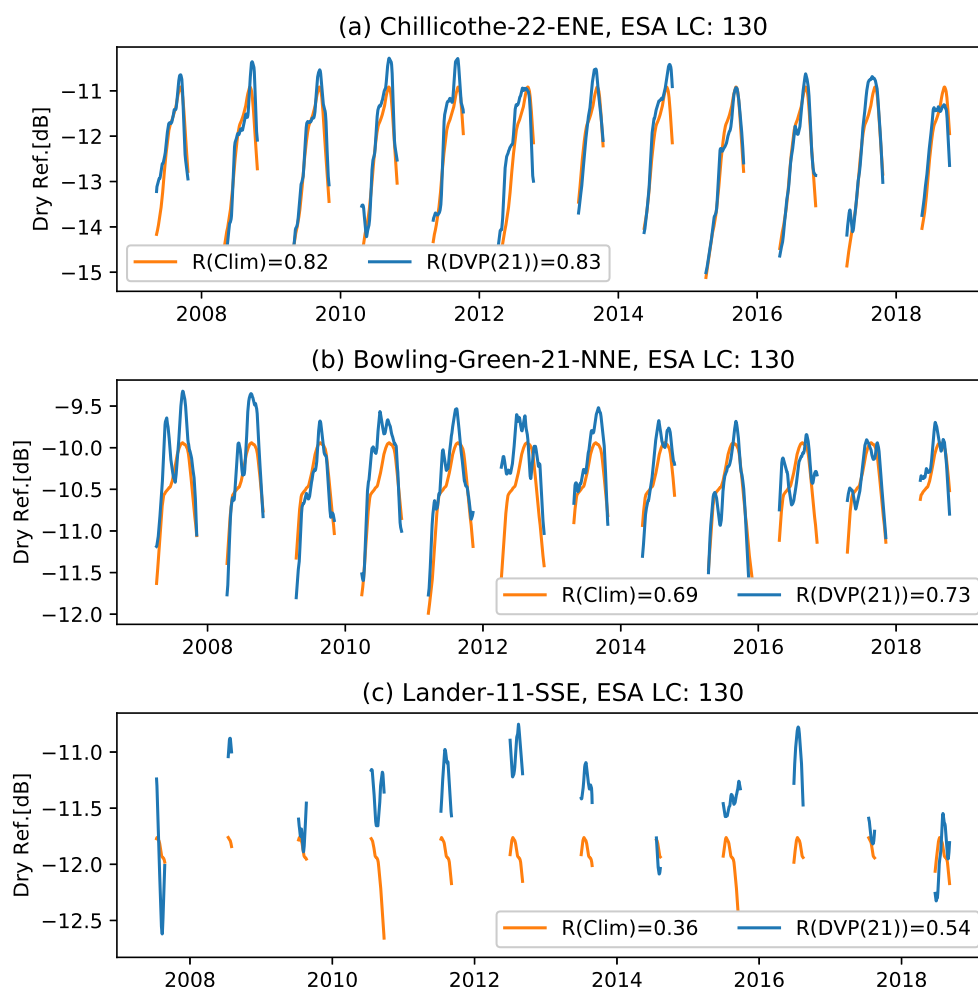 (a) Chillicothe-22-ENE, ESA LC: 130
Dry Ref.[dB]
−11
−12
−13
−14
−15
R(Clim)=0.82 R(DVP(21))=0.83
2008 2010 2012 2014 2016 2018
(b) Bowling-Green-21-NNE, ESA LC: 130
Dry Ref.[dB]
−9.5
−10.0
−10.5
−11.0
−11.5
−12.0
R(Clim)=0.69 R(DVP(21))=0.73
2008 2010 2012 2014 2016 2018
(c) Lander-11-SSE, ESA LC: 130
Dry Ref.[dB]
−11.0
−11.5
−12.0
−12.5
R(Clim)=0.36 R(DVP(21))=0.54
2008 2010 2012 2014 2016 2018